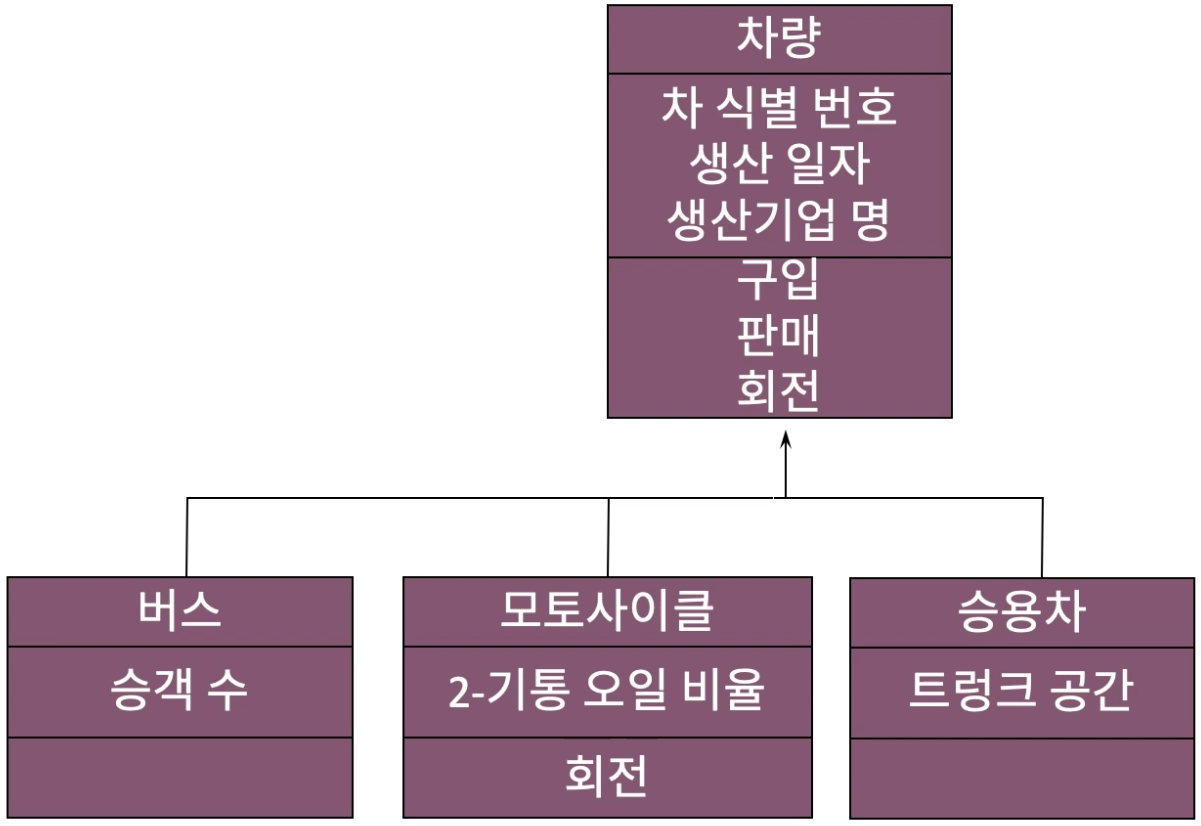 차량
차 식별 번호
생산 일자
생산기업 명
구입
판매
회전
버스
승객 수
모토사이클
2-기통 오일 비율
회전
승용차
트렁크 공간